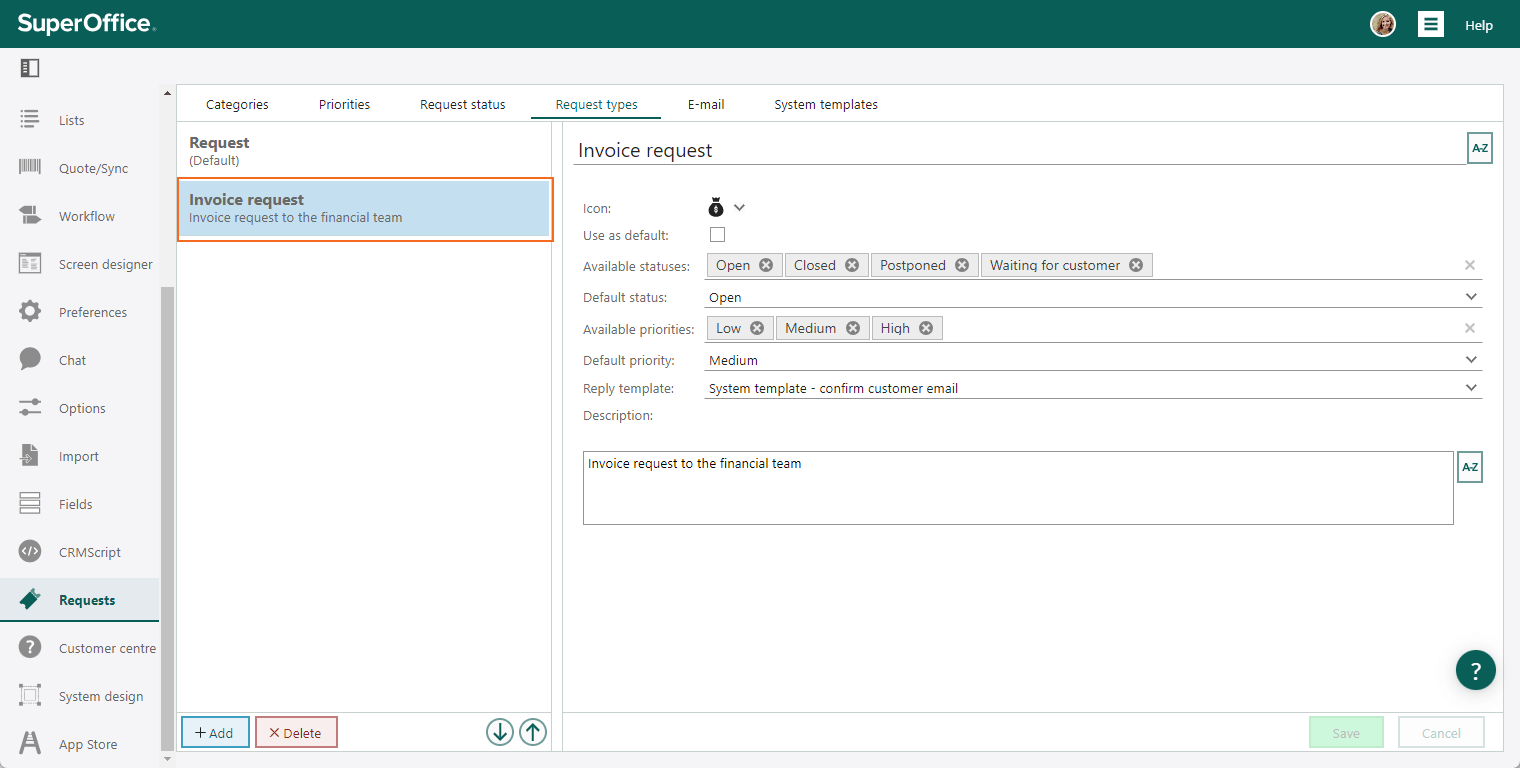 SuperOffice
Help
Lists
Quote/Sync
Workflow
Screen designer
Preferences
Chat
Options
Import
Fields
CRMScript
Requests
Customer centre
System design
App Store
Categories Priorities Request status Request types E-mail System templates
Request
(Default)
Invoice request
Invoice request to the financial team
+ Add × Delete
Invoice request A-Z
Icon: $
Use as default:
Available statuses: Open Closed Postponed Waiting for customer
Default status: Open
Available priorities: Low Medium High
Default priority: Medium
Reply template: System template - confirm customer email
Description:
Invoice request to the financial team A-Z
?
Save Cancel